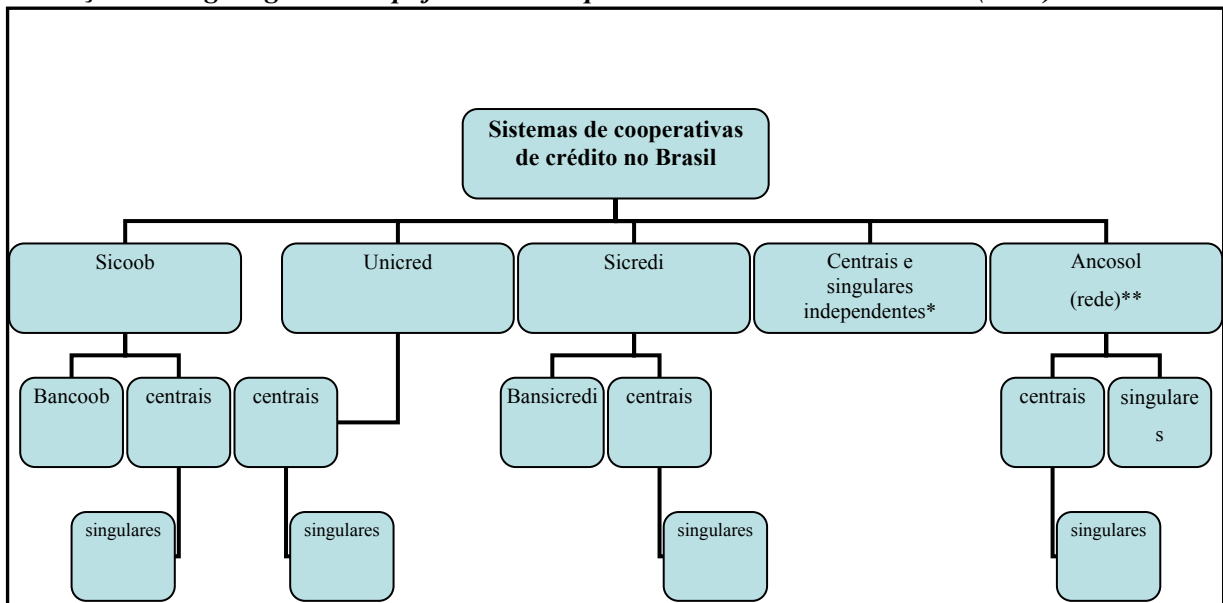 Sistemas de cooperativas
de crédito no Brasil
Sicoob
Unicred
Sicredi
Centrais e
singulares
independentes*
Ancosol
(rede)**
Bancoob
centrais
centrais
Bansicredi
centrais
centrais
singulare
s
singulares
singulares
singulares
singulares